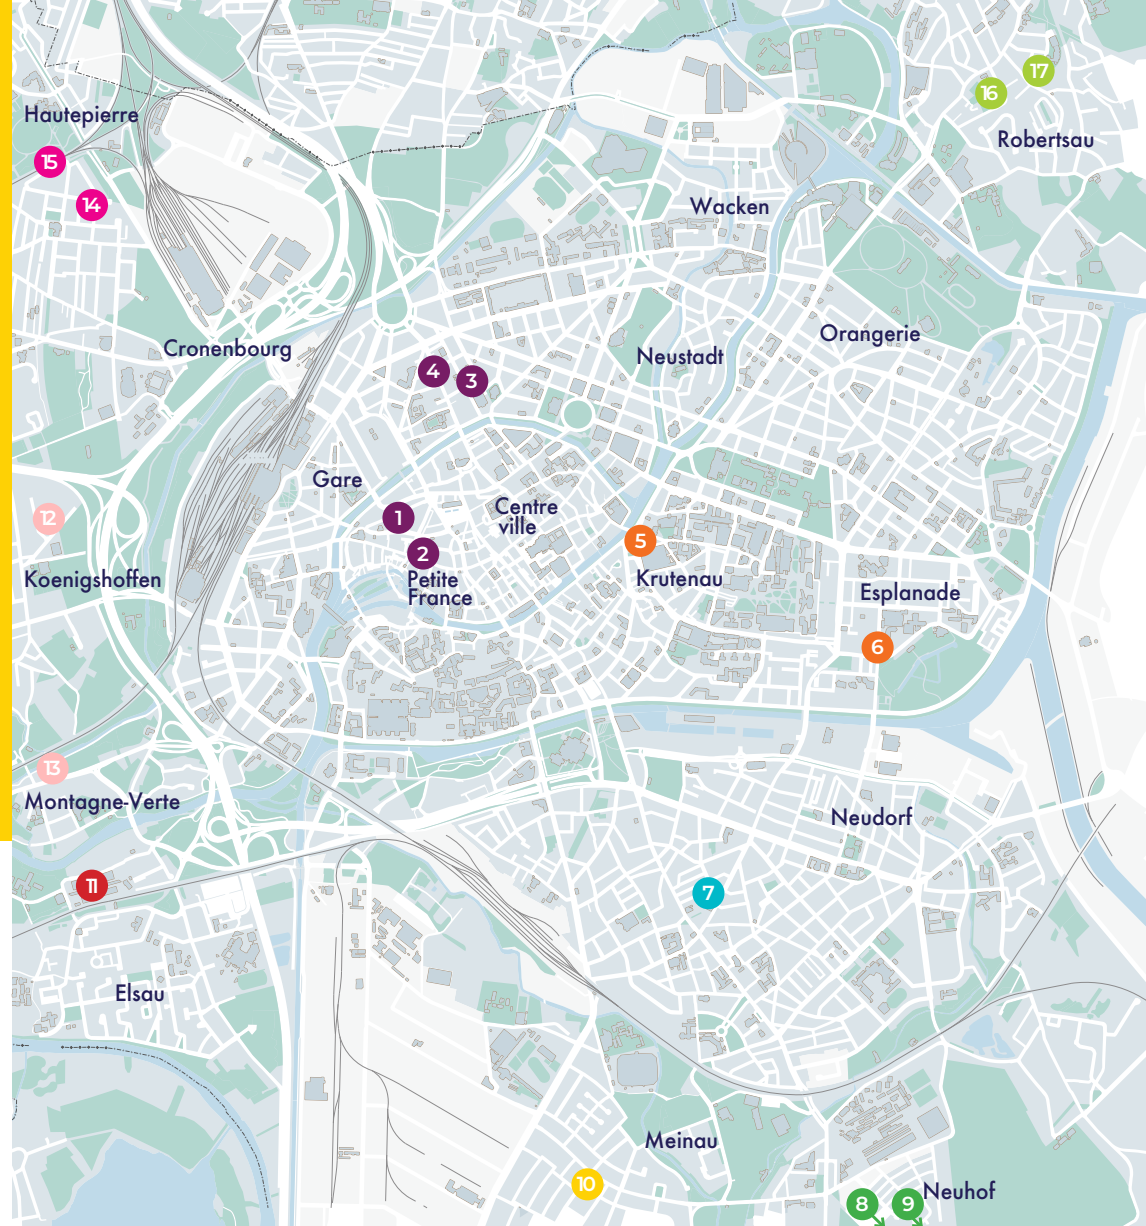 17
16
Hautepierre
Robertsau
15
14
Wacken
Orangerie
Cronenbourg
Neustadt
4
3
Gare
Centre
ville
12
1
5
2
Koenigshoffen
Petite
France
Krutenau
Esplanade
6
13
Montagne-Verte
Neudorf
11
7
Elsau
Meinau
10
Neuhof
8
9